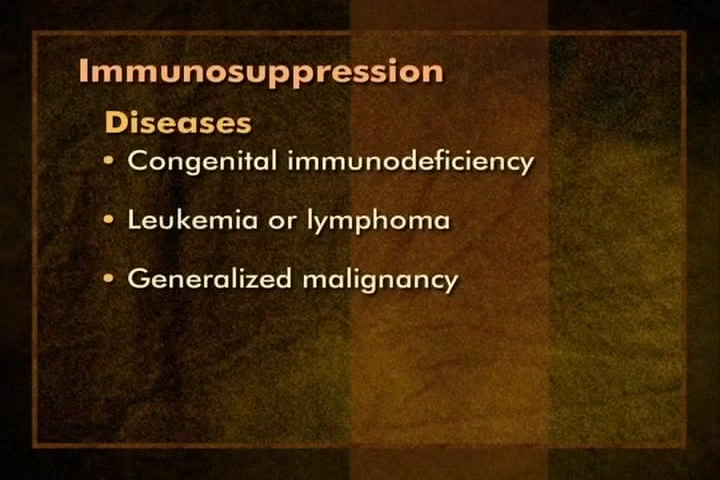 Immunosuppression
Diseases
• Congenital immunodeficiency
• Leukemia or lymphoma
• Generalized malignancy